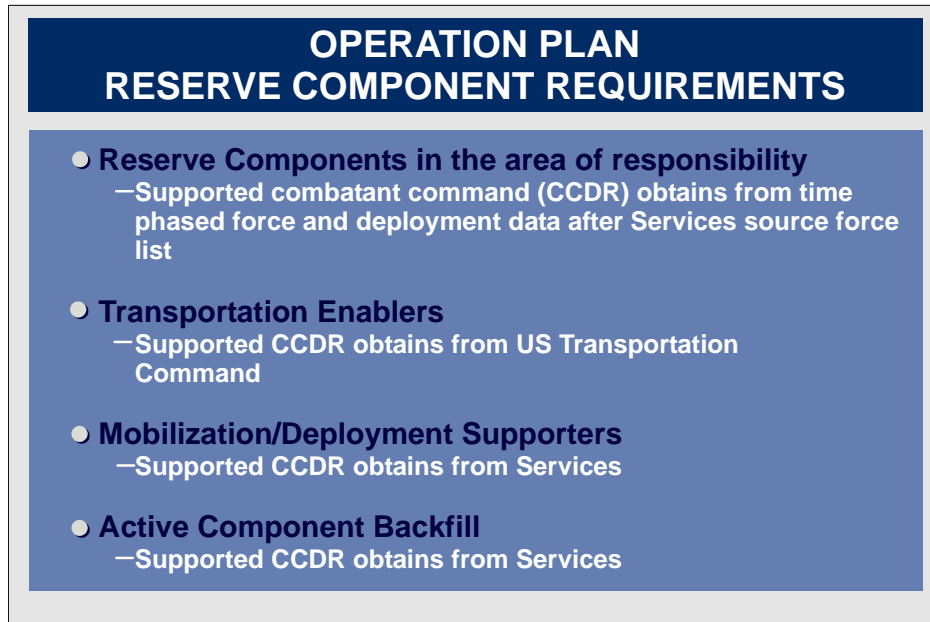 OPERATION PLAN
RESERVE COMPONENT REQUIREMENTS
Reserve Components in the area of responsibility
–Supported combatant command (CCDR) obtains from time
phased force and deployment data after Services source force
list
Transportation Enablers
–Supported CCDR obtains from US Transportation
Command
Mobilization/Deployment Supporters
–Supported CCDR obtains from Services
Active Component Backfill
–Supported CCDR obtains from Services